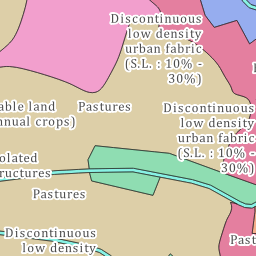 Discontinuous
low density
urban fabric
(S.L. : 10% -
30%)
able land
nnual crops)
Pastures
Discontinuous
low density
urban fabric
(S.L. : 10% -
30%)
olated
ructures
Pastures
Discontinuous
low density
Past